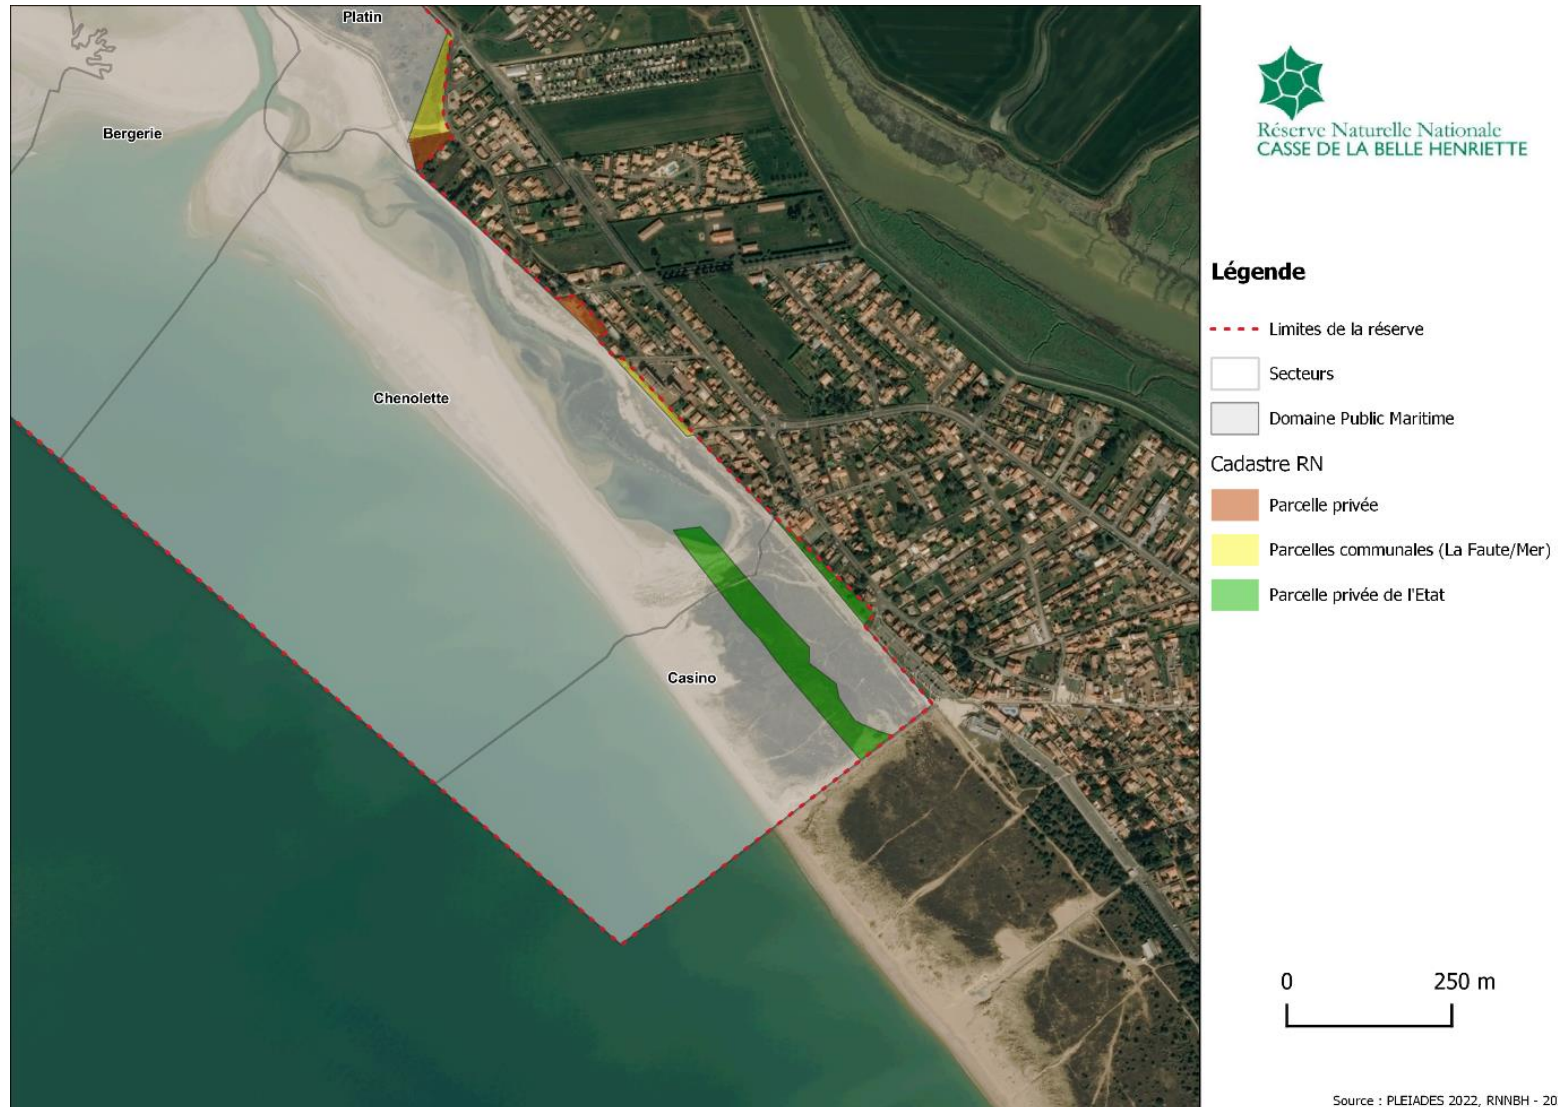 Platin
Bergerie
Chenolette
Casino
Réserve Naturelle Nationale
CASSE DE LA BELLE HENRIETTE
Légende
Limites de la réserve
Secteurs
Domaine Public Maritime
Cadastre RN
Parcelle privée
Parcelles communales (La Faute/Mer)
Parcelle privée de l'Etat
0 250 m
Source : PLEIADES 2022, RNNBH - 20